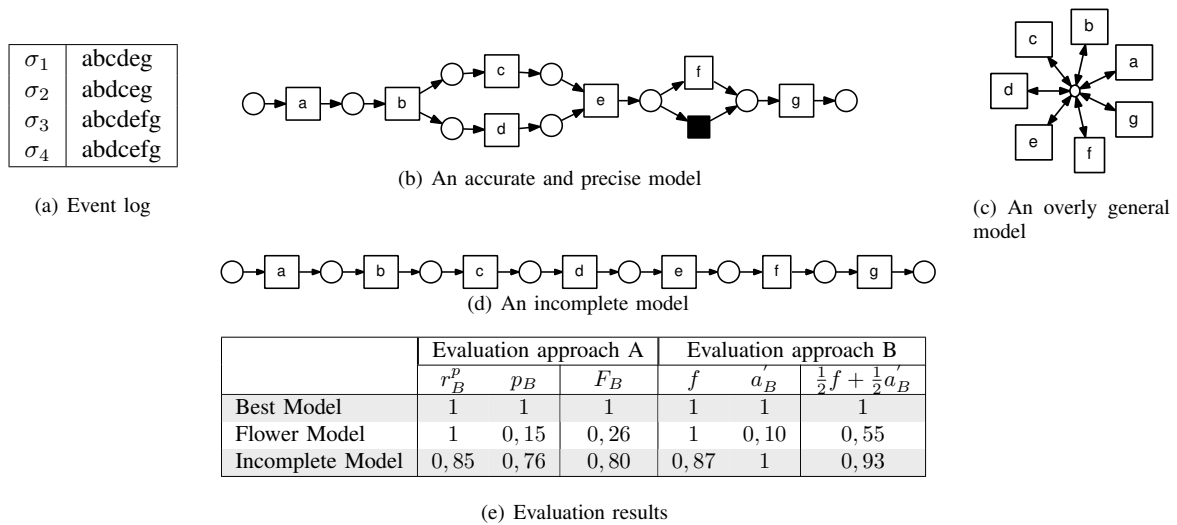 σ1 abcdeg
σ2 abdceg
σ3 abcdefg
σ4 abdcefg
(a) Event log
a b c d e f g
(b) An accurate and precise model
a b c d e f g
(c) An overly general
model
a b c d e f g
(d) An incomplete model
Evaluation approach A Evaluation approach B
r_B^p p_B F_B f a'_B ½f + ½a'_B
Best Model 1 1 1 1 1 1
Flower Model 1 0, 15 0, 26 1 0, 10 0, 55
Incomplete Model 0, 85 0, 76 0, 80 0, 87 1 0, 93
(e) Evaluation results